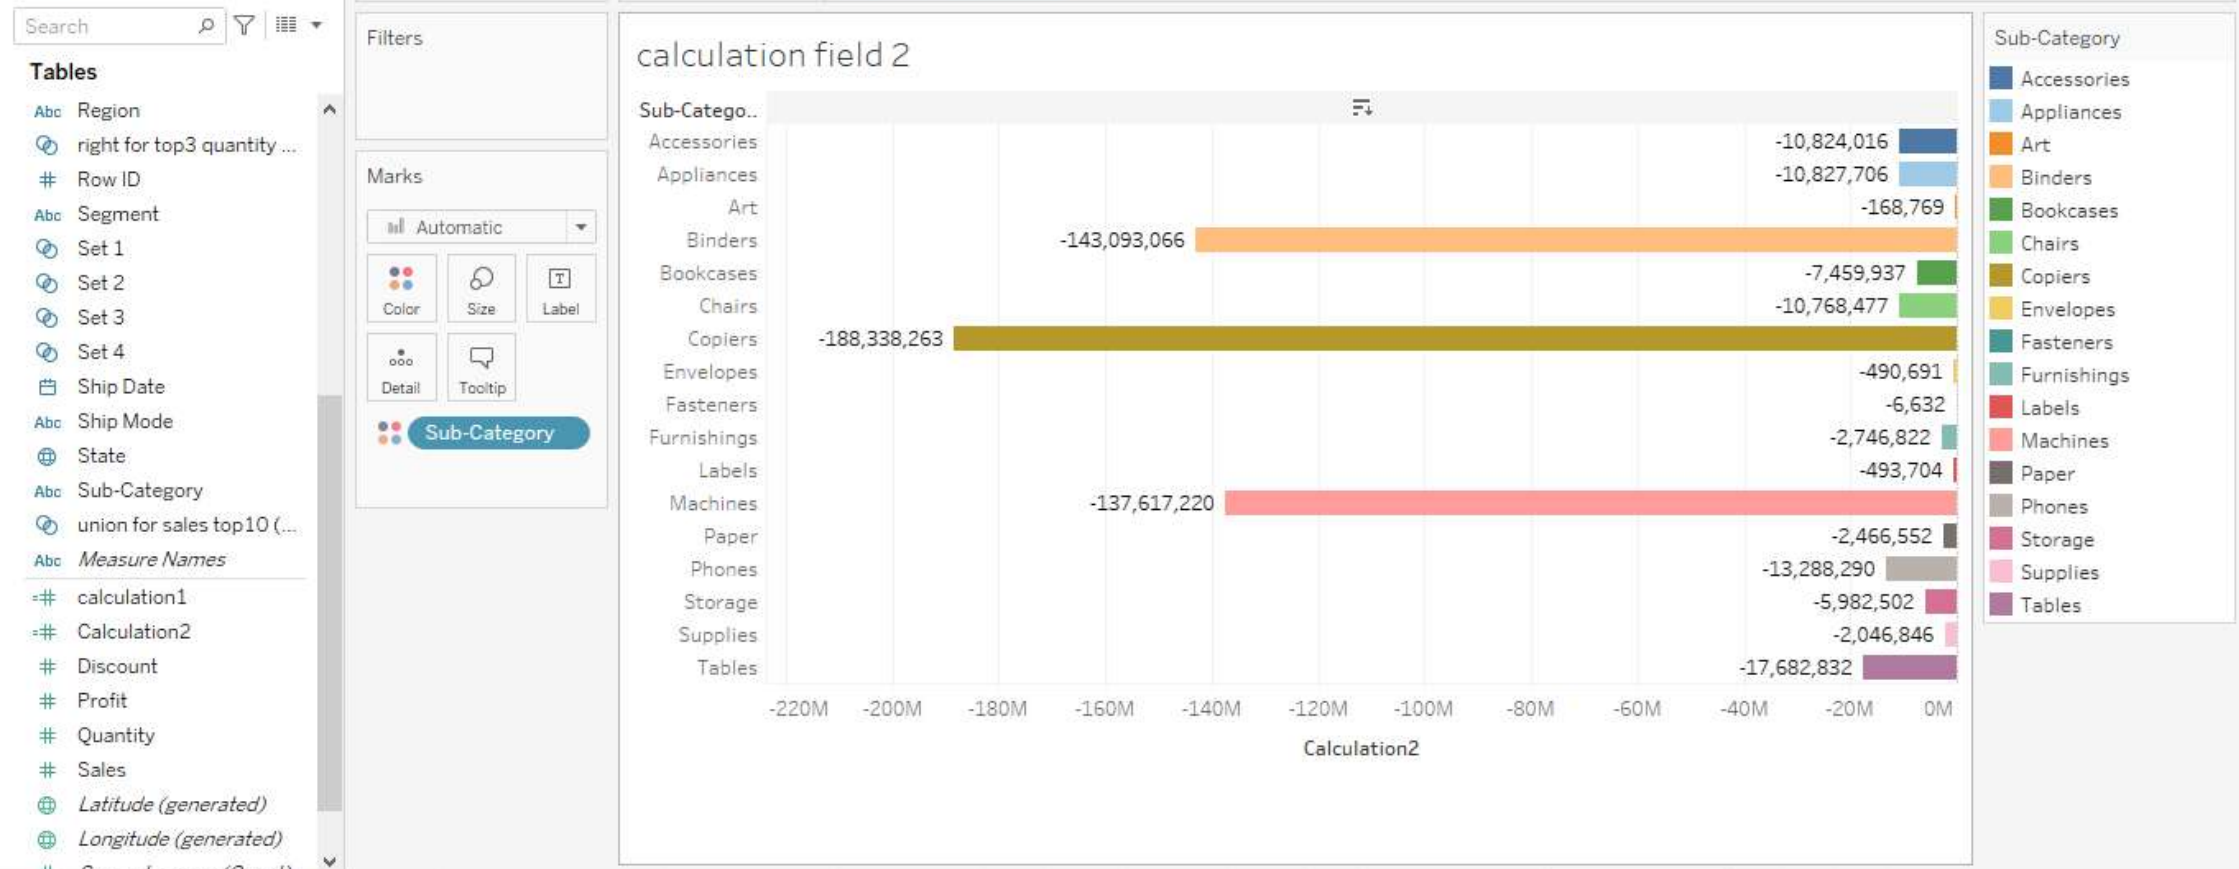 Search
Tables
Abc Region
right for top3 quantity ...
# Row ID
Abc Segment
Set 1
Set 2
Set 3
Set 4
Ship Date
Abc Ship Mode
State
Abc Sub-Category
union for sales top10 (...
Abc Measure Names
=# calculation1
=# Calculation2
# Discount
# Profit
# Quantity
# Sales
Latitude (generated)
Longitude (generated)
Filters
Marks
Automatic
Color Size Label
Detail Tooltip
Sub-Category
calculation field 2
Sub-Catego..
Accessories -10,824,016
Appliances -10,827,706
Art -168,769
Binders -143,093,066
Bookcases -7,459,937
Chairs -10,768,477
Copiers -188,338,263
Envelopes -490,691
Fasteners -6,632
Furnishings -2,746,822
Labels -493,704
Machines -137,617,220
Paper -2,466,552
Phones -13,288,290
Storage -5,982,502
Supplies -2,046,846
Tables -17,682,832
-220M -200M -180M -160M -140M -120M -100M -80M -60M -40M -20M 0M
Calculation2
Sub-Category
Accessories
Appliances
Art
Binders
Bookcases
Chairs
Copiers
Envelopes
Fasteners
Furnishings
Labels
Machines
Paper
Phones
Storage
Supplies
Tables